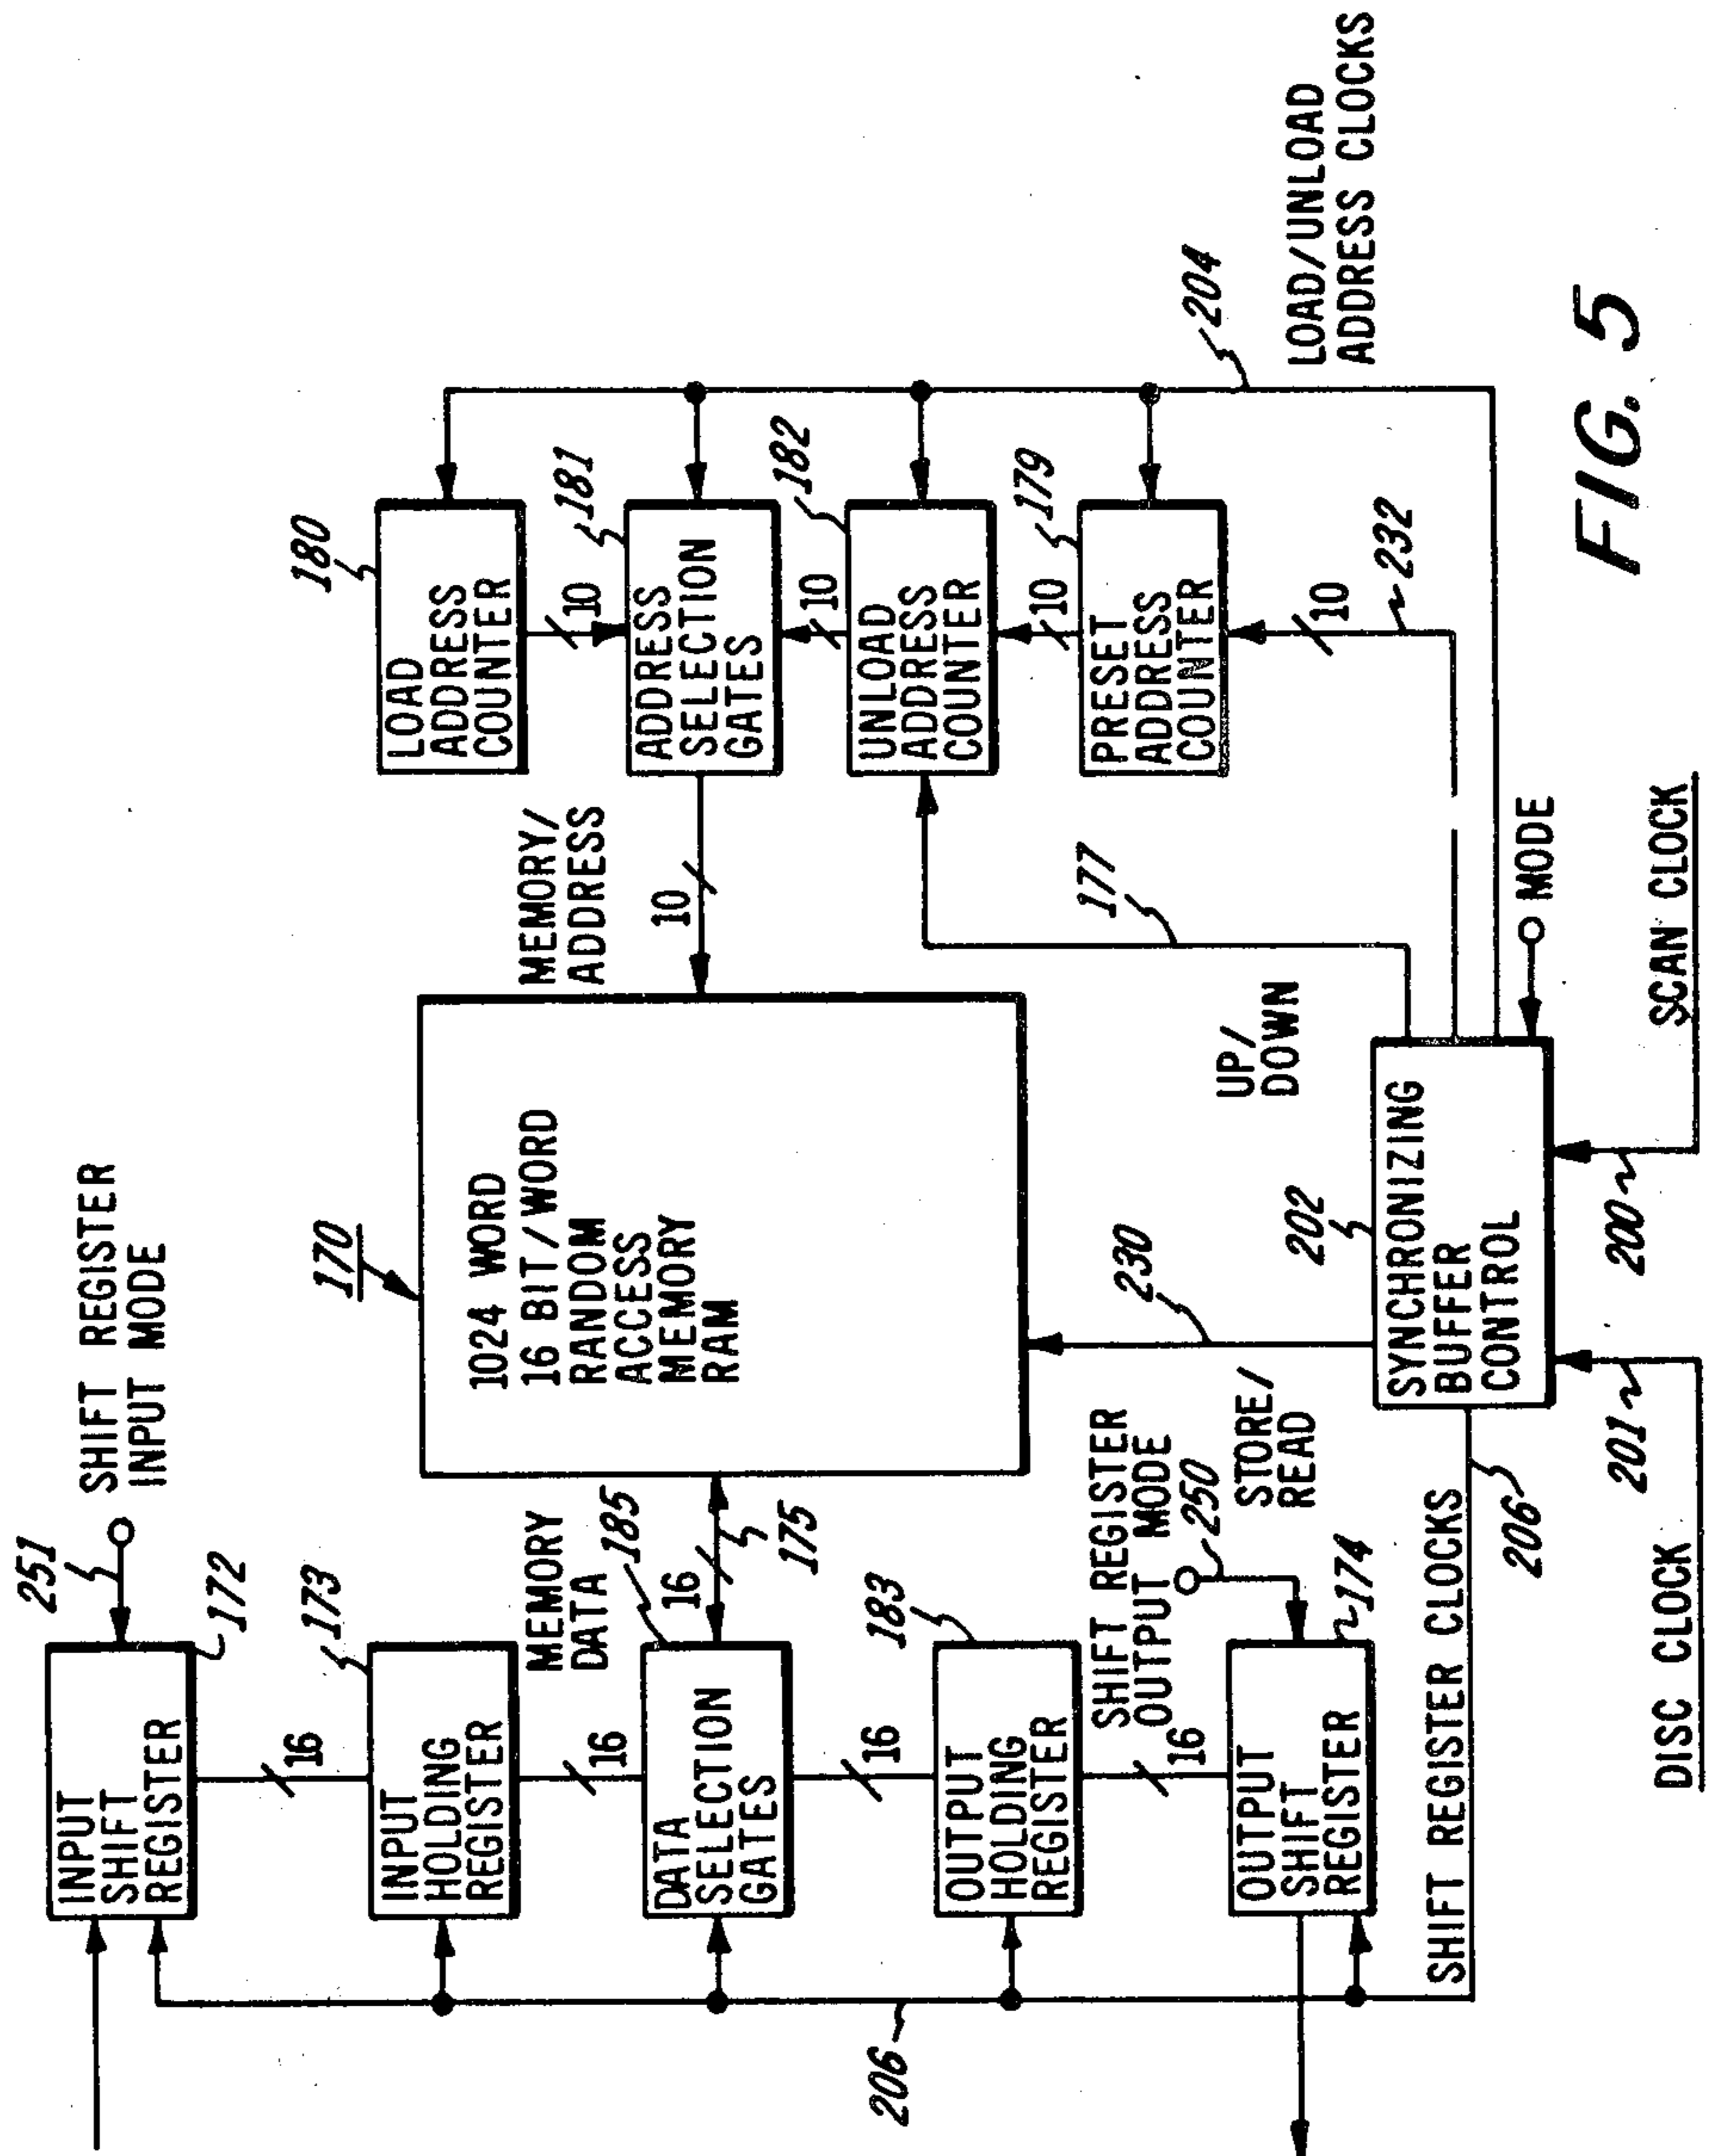 251
SHIFT REGISTER
INPUT MODE
INPUT
SHIFT
REGISTER
172
16
INPUT
HOLDING
REGISTER
173
16
MEMORY
DATA
185
DATA
SELECTION
GATES
16
175
16
OUTPUT
HOLDING
REGISTER
183
16
SHIFT REGISTER
OUTPUT MODE
250
OUTPUT
SHIFT
REGISTER
174
206
SHIFT REGISTER CLOCKS
206
170
1024 WORD
16 BIT/WORD
RANDOM
ACCESS
MEMORY
RAM
STORE/
READ
230
MEMORY/
ADDRESS
10
180
LOAD
ADDRESS
COUNTER
10
181
ADDRESS
SELECTION
GATES
10
182
UNLOAD
ADDRESS
COUNTER
10
179
PRESET
ADDRESS
COUNTER
10
232
204
LOAD/UNLOAD
ADDRESS CLOCKS
177
UP/
DOWN
202
SYNCHRONIZING
BUFFER
CONTROL
MODE
201
DISC CLOCK
200
SCAN CLOCK
FIG. 5